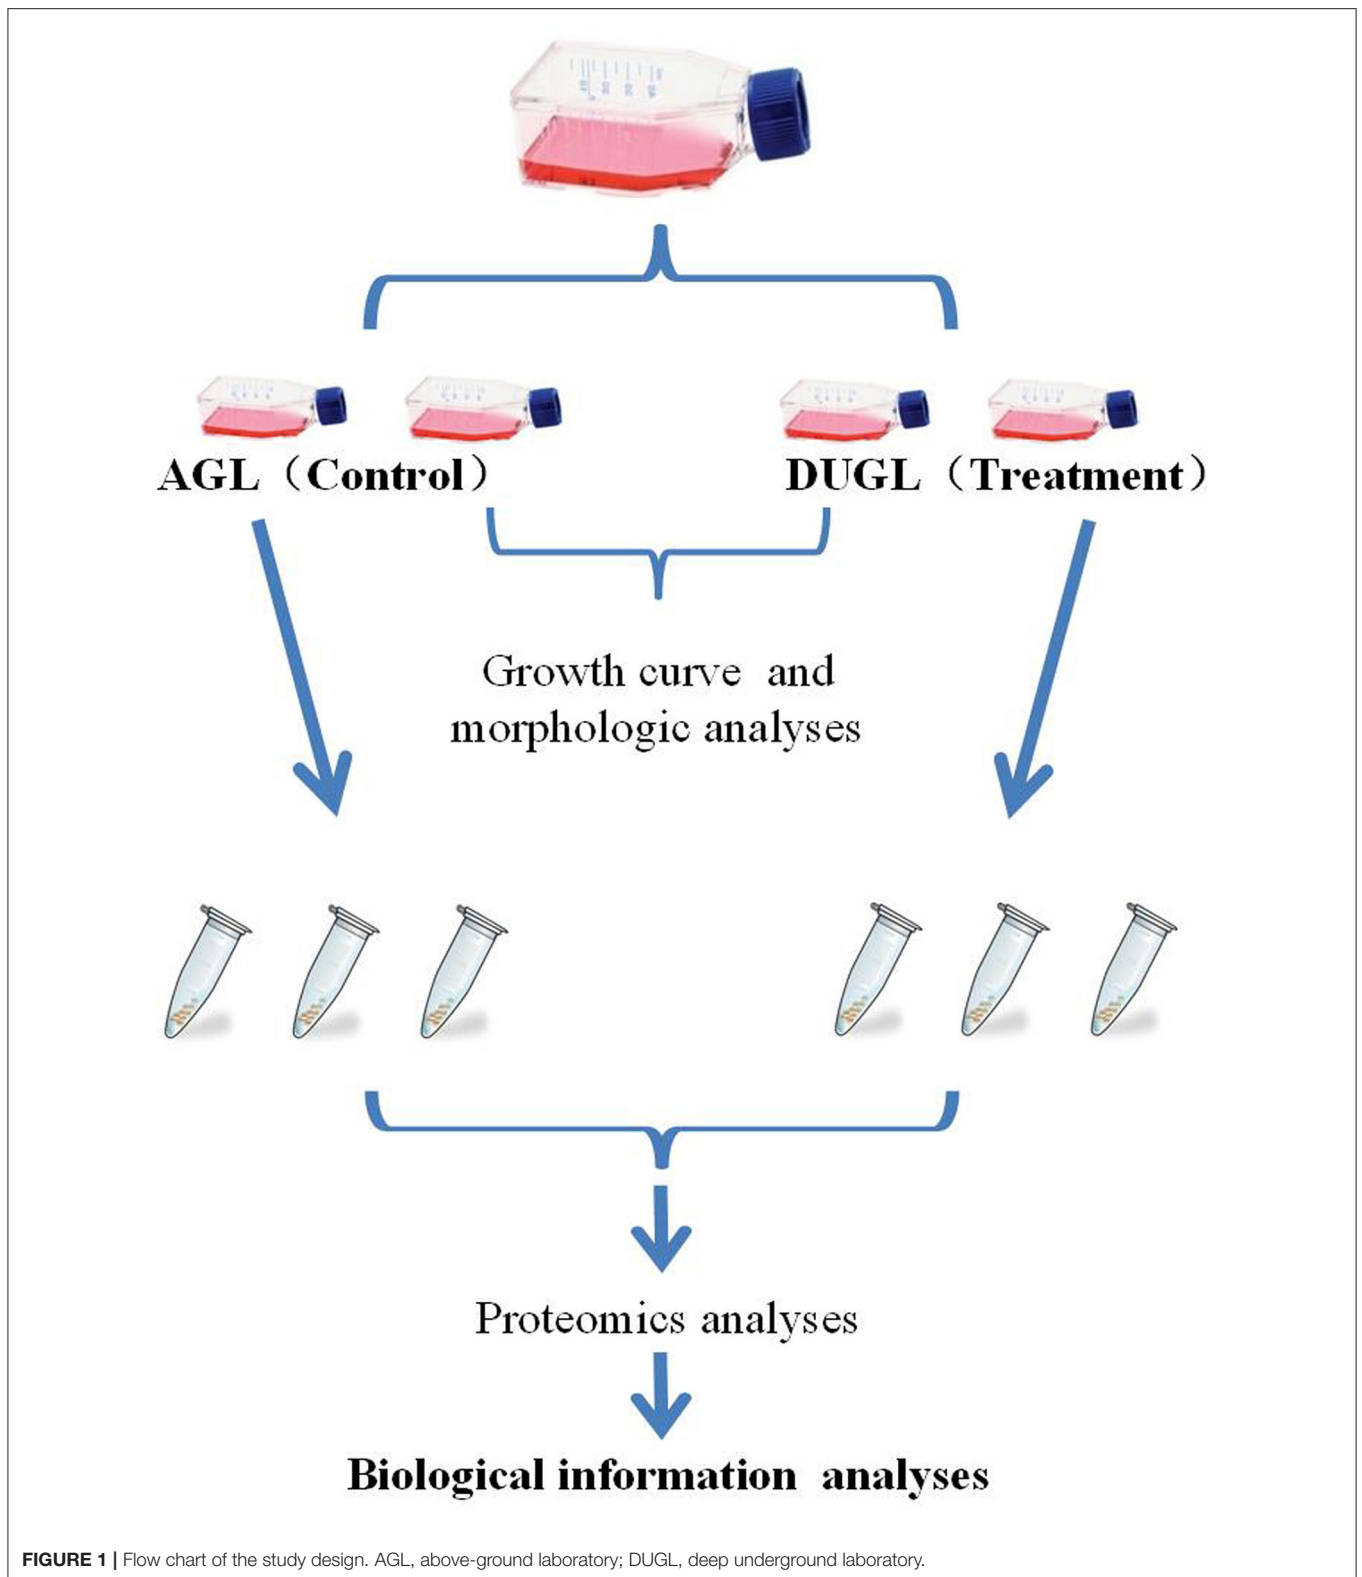 AGL（Control）
DUGL（Treatment）
Growth curve and
morphologic analyses
Proteomics analyses
Biological information analyses
FIGURE 1 | Flow chart of the study design. AGL, above-ground laboratory; DUGL, deep underground laboratory.